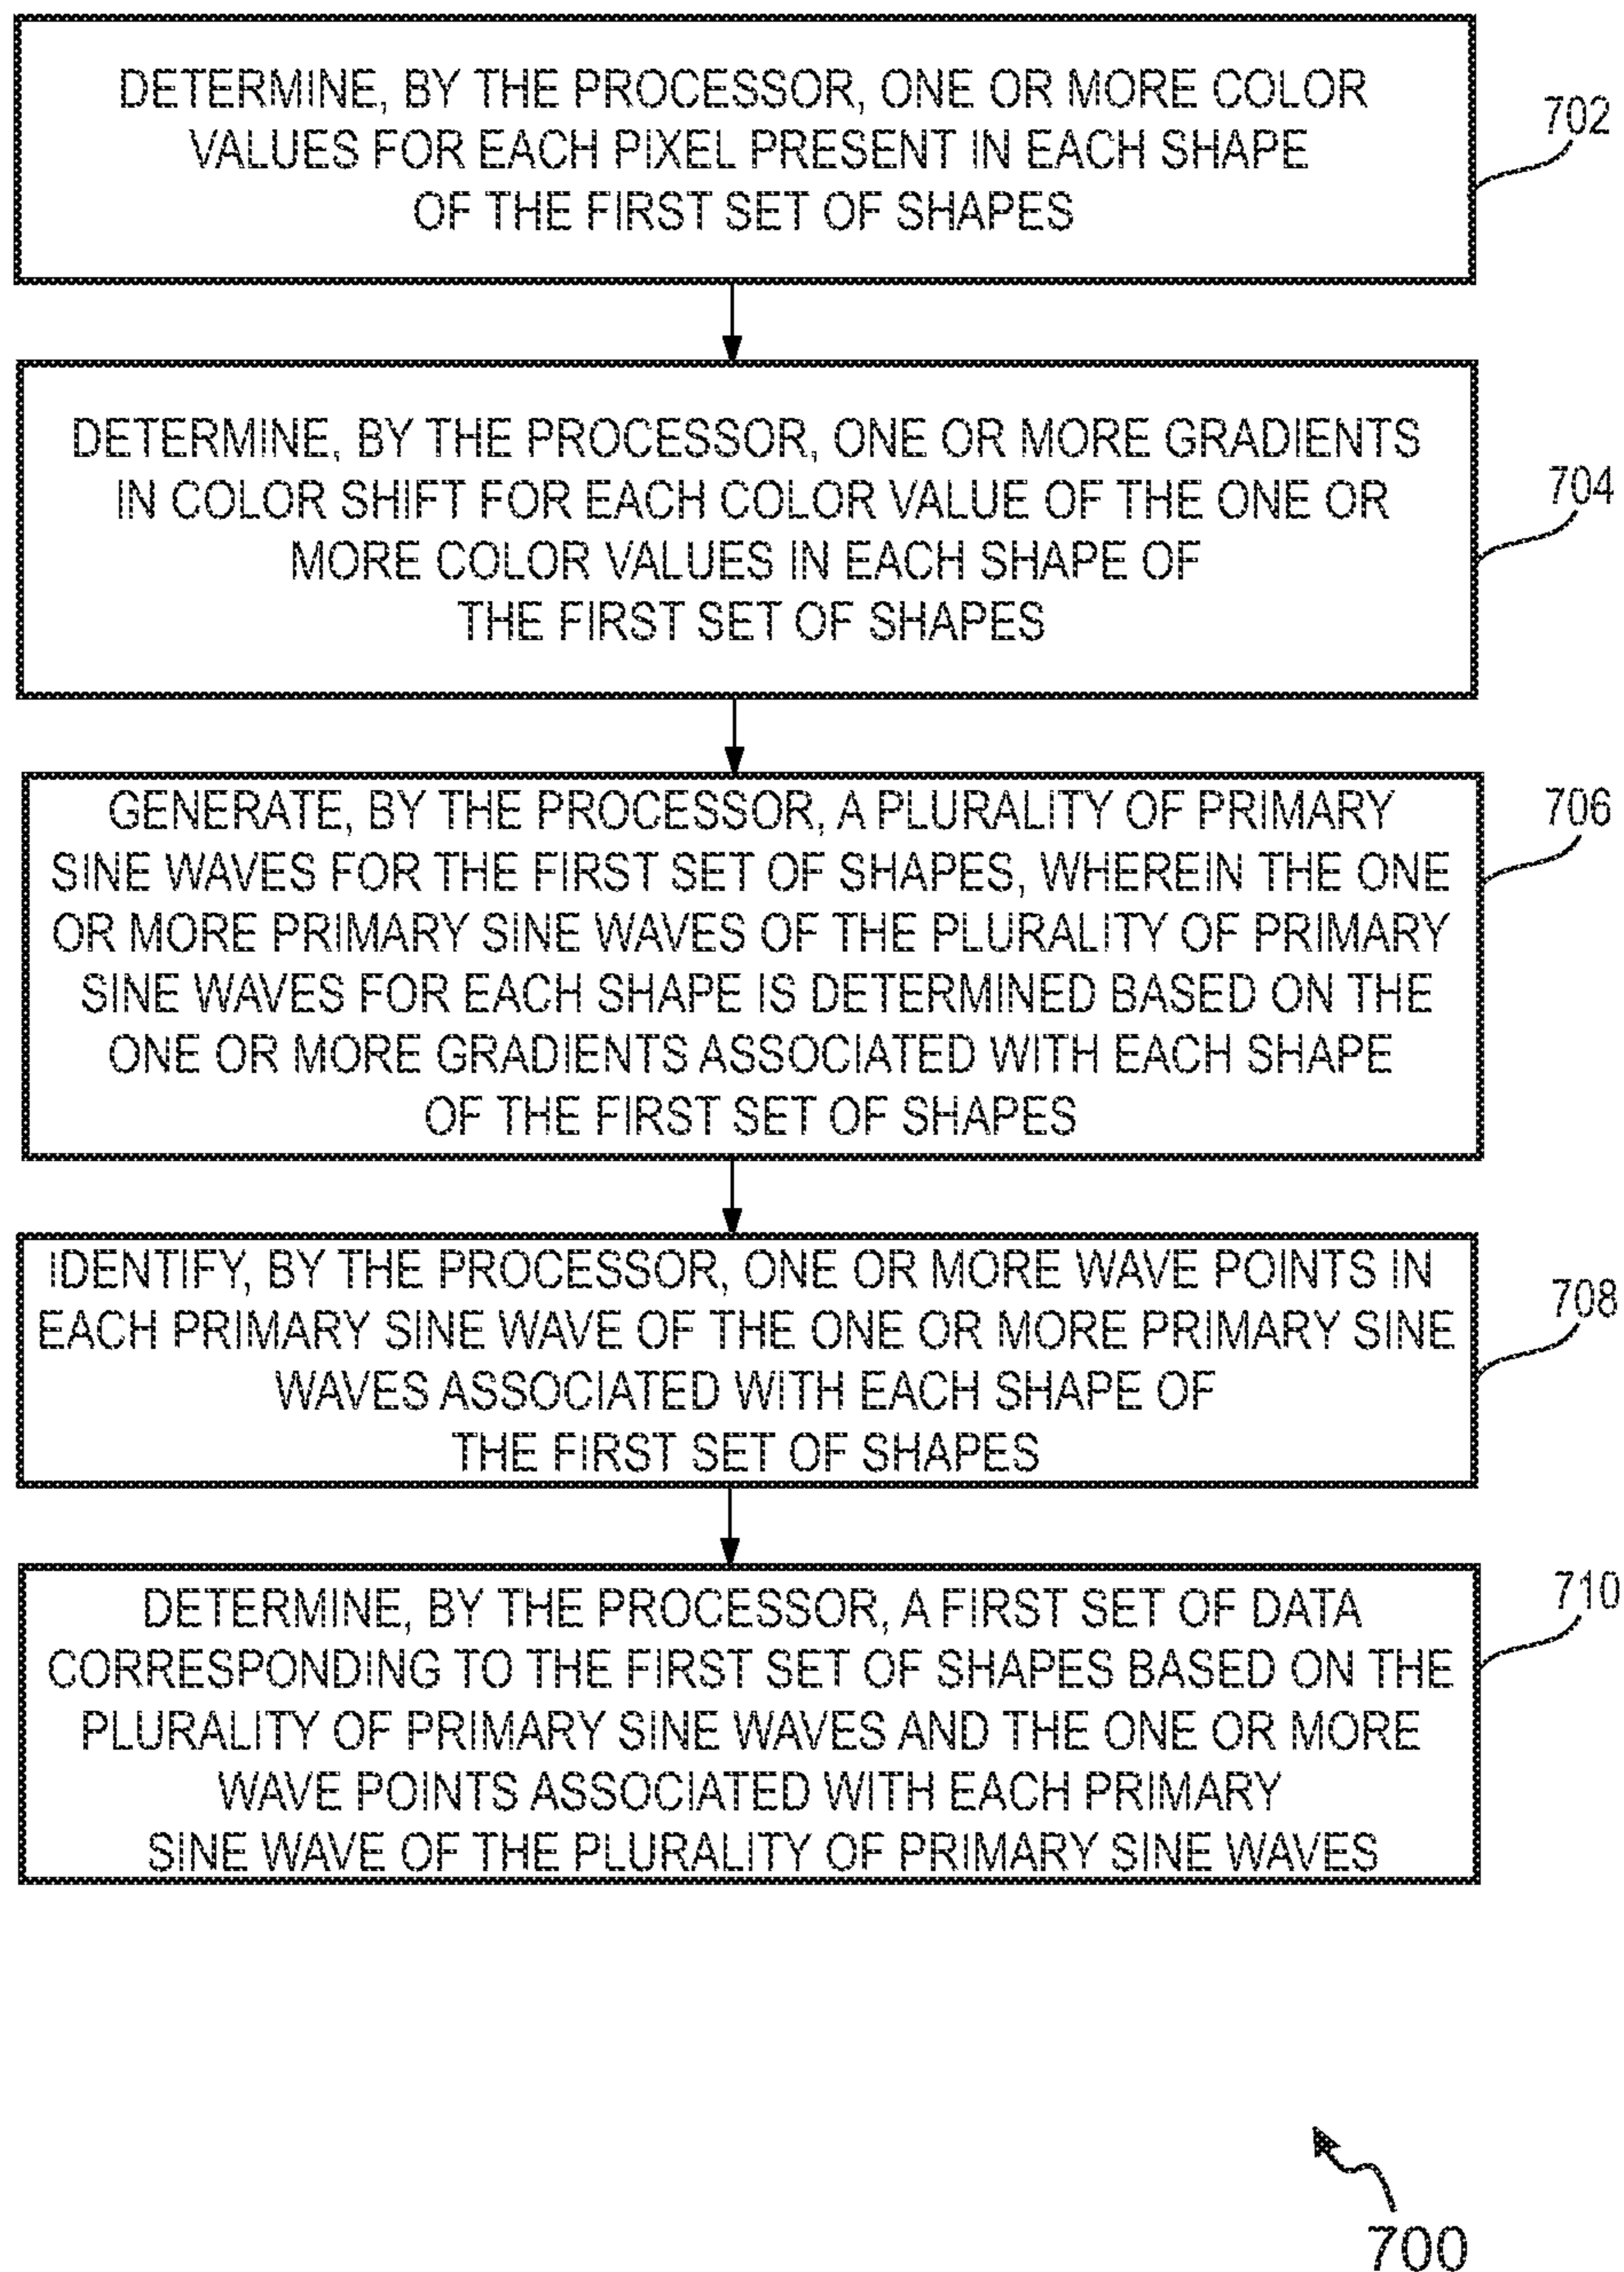 DETERMINE, BY THE PROCESSOR, ONE OR MORE COLOR
VALUES FOR EACH PIXEL PRESENT IN EACH SHAPE
OF THE FIRST SET OF SHAPES
702
DETERMINE, BY THE PROCESSOR, ONE OR MORE GRADIENTS
IN COLOR SHIFT FOR EACH COLOR VALUE OF THE ONE OR
MORE COLOR VALUES IN EACH SHAPE OF
THE FIRST SET OF SHAPES
704
GENERATE, BY THE PROCESSOR, A PLURALITY OF PRIMARY
SINE WAVES FOR THE FIRST SET OF SHAPES, WHEREIN THE ONE
OR MORE PRIMARY SINE WAVES OF THE PLURALITY OF PRIMARY
SINE WAVES FOR EACH SHAPE IS DETERMINED BASED ON THE
ONE OR MORE GRADIENTS ASSOCIATED WITH EACH SHAPE
OF THE FIRST SET OF SHAPES
706
IDENTIFY, BY THE PROCESSOR, ONE OR MORE WAVE POINTS IN
EACH PRIMARY SINE WAVE OF THE ONE OR MORE PRIMARY SINE
WAVES ASSOCIATED WITH EACH SHAPE OF
THE FIRST SET OF SHAPES
708
DETERMINE, BY THE PROCESSOR, A FIRST SET OF DATA
CORRESPONDING TO THE FIRST SET OF SHAPES BASED ON THE
PLURALITY OF PRIMARY SINE WAVES AND THE ONE OR MORE
WAVE POINTS ASSOCIATED WITH EACH PRIMARY
SINE WAVE OF THE PLURALITY OF PRIMARY SINE WAVES
710
700